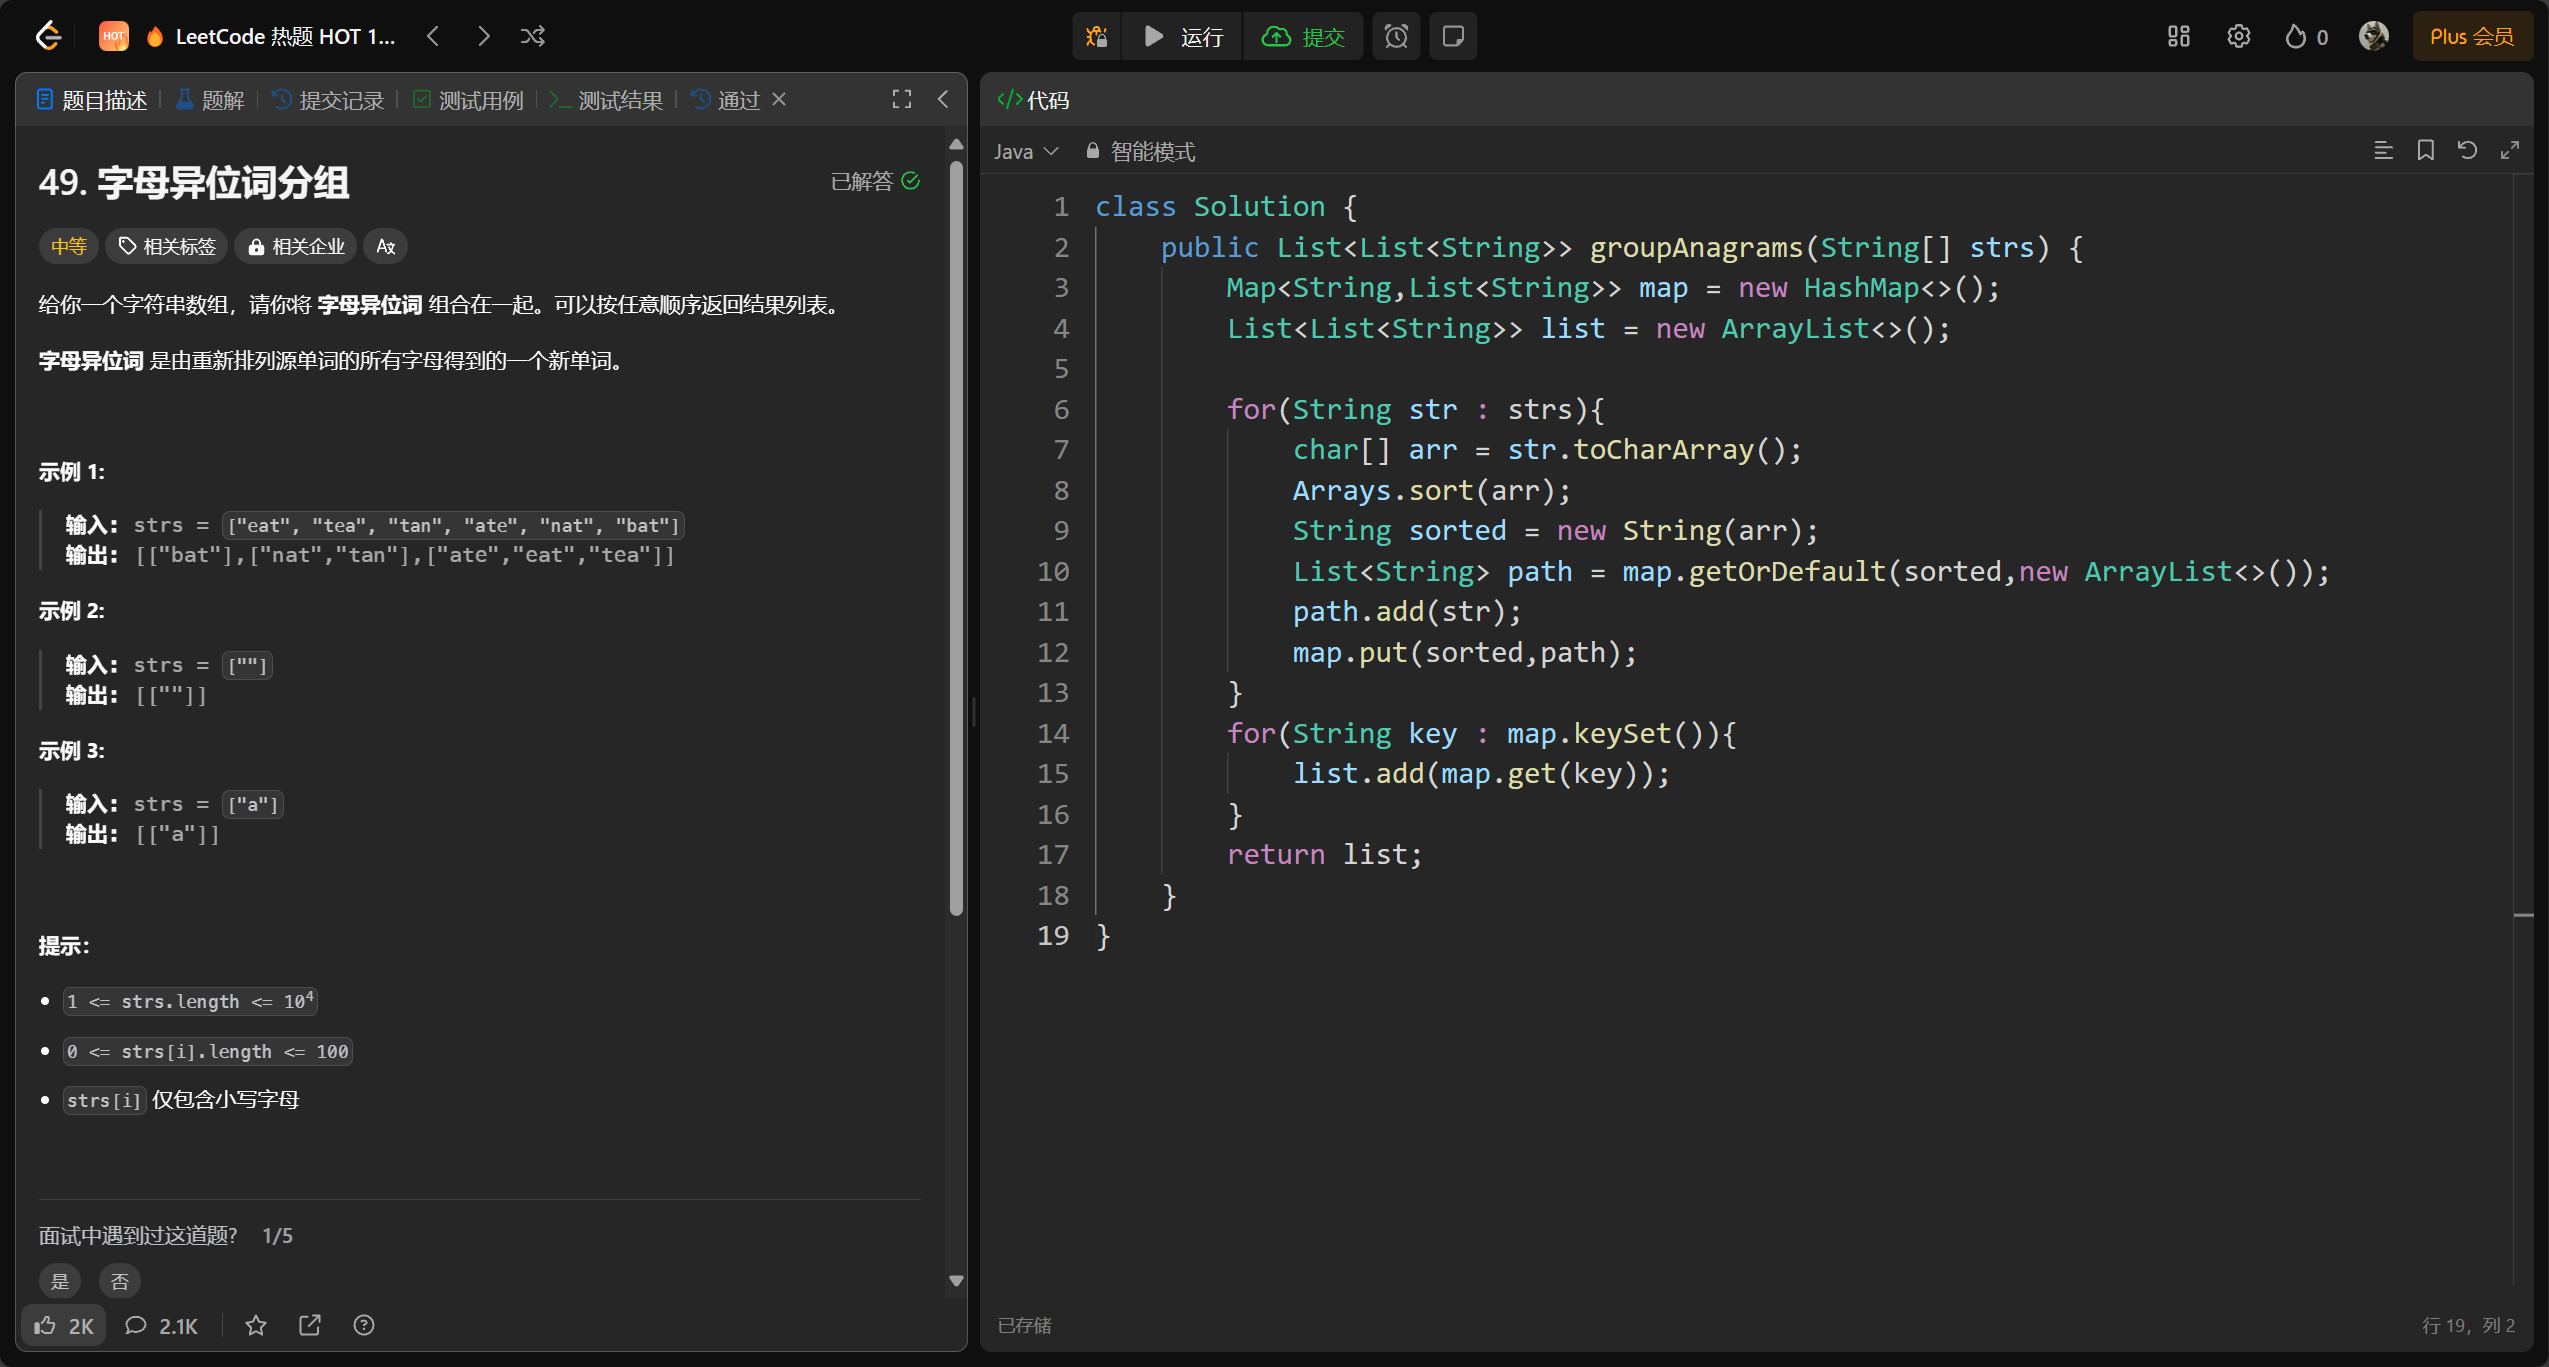 HOT LeetCode 热题 HOT 1... 运行 提交 0 Plus 会员
题目描述 题解 提交记录 测试用例 测试结果 通过
49. 字母异位词分组 已解答
中等 相关标签 相关企业
给你一个字符串数组，请你将 字母异位词 组合在一起。可以按任意顺序返回结果列表。
字母异位词 是由重新排列源单词的所有字母得到的一个新单词。
示例 1:
输入: strs = ["eat", "tea", "tan", "ate", "nat", "bat"]
输出: [["bat"],["nat","tan"],["ate","eat","tea"]]
示例 2:
输入: strs = [""]
输出: [[""]]
示例 3:
输入: strs = ["a"]
输出: [["a"]]
提示：
1 <= strs.length <= 10⁴
0 <= strs[i].length <= 100
strs[i] 仅包含小写字母
面试中遇到过这道题? 1/5
是 否
2K 2.1K
</>代码
Java 智能模式
1 class Solution {
2     public List<List<String>> groupAnagrams(String[] strs) {
3         Map<String,List<String>> map = new HashMap<>();
4         List<List<String>> list = new ArrayList<>();
5
6         for(String str : strs){
7             char[] arr = str.toCharArray();
8             Arrays.sort(arr);
9             String sorted = new String(arr);
10             List<String> path = map.getOrDefault(sorted,new ArrayList<>());
11             path.add(str);
12             map.put(sorted,path);
13         }
14         for(String key : map.keySet()){
15             list.add(map.get(key));
16         }
17         return list;
18     }
19 }
已存储 行 19，列 2